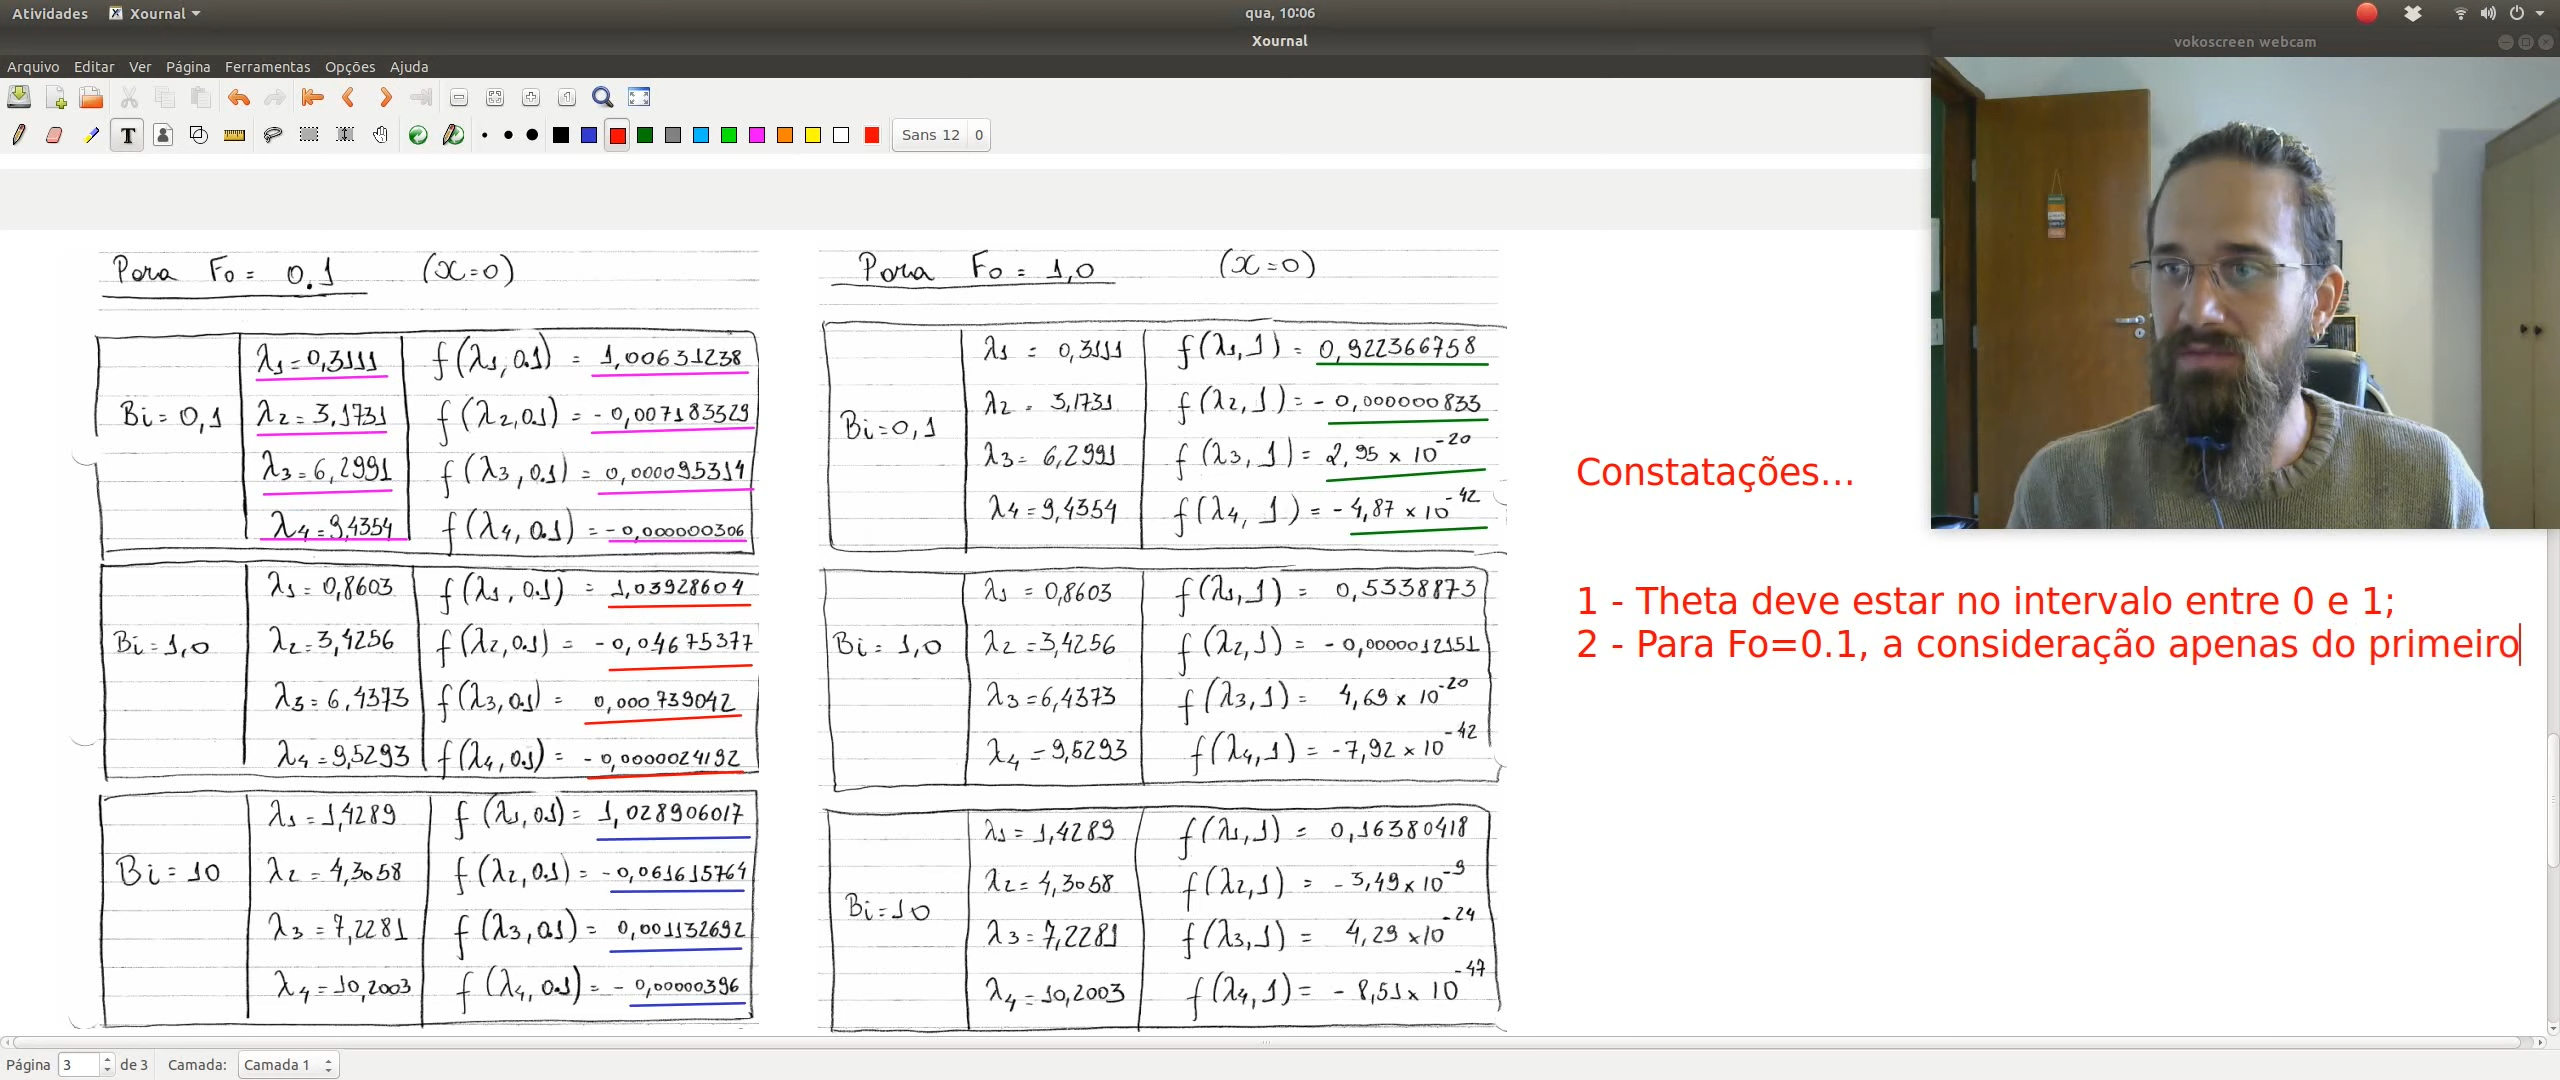 Atividades
Xournal
qua, 10:06
Xournal
vokoscreen webcam
Arquivo Editar Ver Página Ferramentas Opções Ajuda
Sans 12 0
Para Fo = 0.1 (x=0)
Bi = 0,1
λ1 = 0,3111 f(λ1, 0.1) = 1,00631238
λ2 = 3,1731 f(λ2, 0.1) = - 0,007183329
λ3 = 6,2991 f(λ3, 0.1) = 0,000095314
λ4 = 9,4354 f(λ4, 0.1) = - 0,000000306
Bi = 1,0
λ1 = 0,8603 f(λ1, 0.1) = 1,03928604
λ2 = 3,4256 f(λ2, 0.1) = - 0,04675377
λ3 = 6,4373 f(λ3, 0.1) = 0,000739042
λ4 = 9,5293 f(λ4, 0.1) = - 0,0000024192
Bi = 10
λ1 = 1,4289 f(λ1, 0.1) = 1,028906017
λ2 = 4,3058 f(λ2, 0.1) = - 0,061615764
λ3 = 7,2281 f(λ3, 0.1) = 0,001132692
λ4 = 10,2003 f(λ4, 0.1) = - 0,00000396
Para Fo = 1,0 (x=0)
Bi = 0,1
λ1 = 0,3111 f(λ1, 1) = 0,922366758
λ2 = 3,1731 f(λ2, 1) = - 0,000000833
λ3 = 6,2991 f(λ3, 1) = 2,95 x 10^-20
λ4 = 9,4354 f(λ4, 1) = - 4,87 x 10^-42
Bi = 1,0
λ1 = 0,8603 f(λ1, 1) = 0,5338873
λ2 = 3,4256 f(λ2, 1) = - 0,0000012151
λ3 = 6,4373 f(λ3, 1) = 4,69 x 10^-20
λ4 = 9,5293 f(λ4, 1) = - 7,92 x 10^-42
Bi = 10
λ1 = 1,4289 f(λ1, 1) = 0,16380418
λ2 = 4,3058 f(λ2, 1) = - 3,49 x 10^-9
λ3 = 7,2281 f(λ3, 1) = 4,29 x 10^-24
λ4 = 10,2003 f(λ4, 1) = - 8,51 x 10^-47
Constatações...
1 - Theta deve estar no intervalo entre 0 e 1;
2 - Para Fo=0.1, a consideração apenas do primeiro
Página 3 de 3 Camada: Camada 1